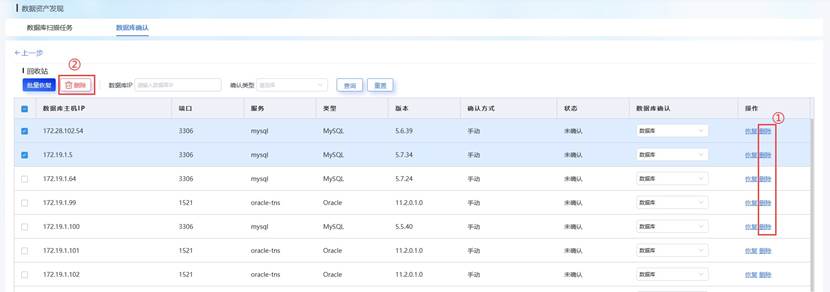 数据资产发现
数据库扫描任务 数据库确认
←上一步
回收站 ②
批量恢复 删除 数据库IP 请输入数据库IP 确认类型 查询 重置
数据库主机IP 端口 服务 类型 版本 确认方式 状态 数据库确认 操作 ①
172.28.102.54 3306 mysql MySQL 5.6.39 手动 未确认 数据库 恢复 删除
172.19.1.5 3306 mysql MySQL 5.7.34 手动 未确认 数据库 恢复 删除
172.19.1.64 3306 mysql MySQL 5.7.24 手动 未确认 数据库 恢复 删除
172.19.1.99 1521 oracle-tns Oracle 11.2.0.1.0 手动 未确认 数据库 恢复 删除
172.19.1.100 3306 mysql MySQL 5.5.40 手动 未确认 数据库 恢复 删除
172.19.1.101 1521 oracle-tns Oracle 11.2.0.1.0 手动 未确认 数据库 恢复 删除
172.19.1.102 1521 oracle-tns Oracle 11.2.0.1.0 手动 未确认 数据库 恢复 删除